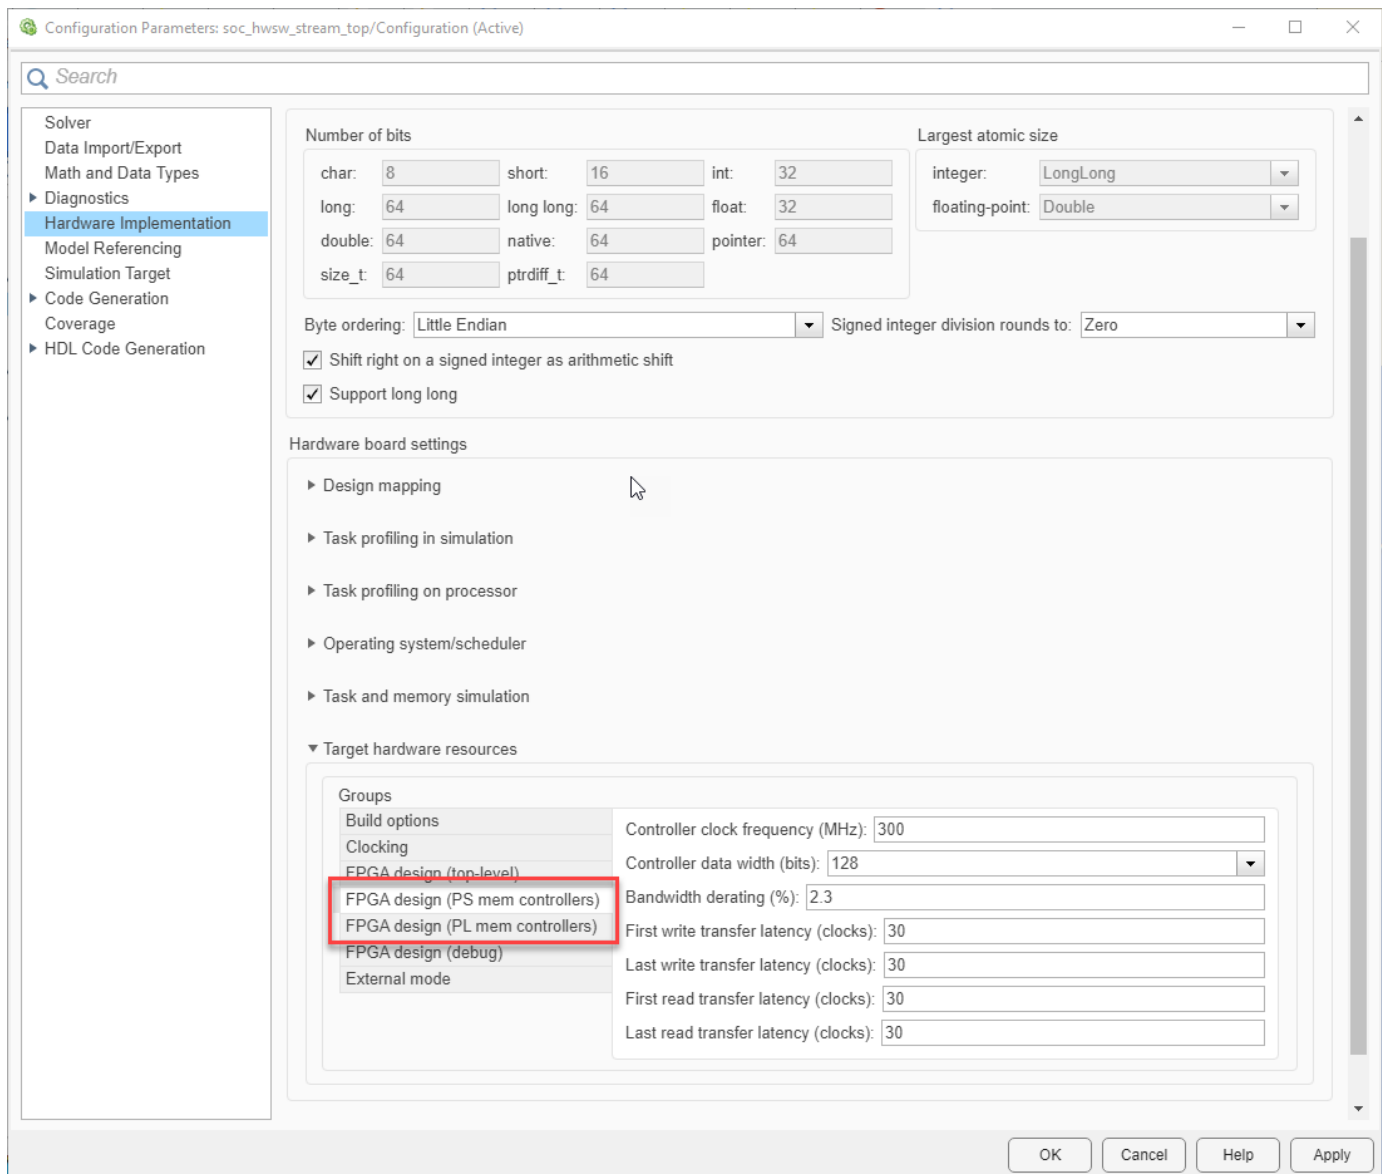 Configuration Parameters: soc_hwsw_stream_top/Configuration (Active)
Search
Solver
Data Import/Export
Math and Data Types
Diagnostics
Hardware Implementation
Model Referencing
Simulation Target
Code Generation
Coverage
HDL Code Generation
Number of bits
Largest atomic size
char: 8 short: 16 int: 32
integer: LongLong
long: 64 long long: 64 float: 32
floating-point: Double
double: 64 native: 64 pointer: 64
size_t: 64 ptrdiff_t: 64
Byte ordering: Little Endian Signed integer division rounds to: Zero
Shift right on a signed integer as arithmetic shift
Support long long
Hardware board settings
Design mapping
Task profiling in simulation
Task profiling on processor
Operating system/scheduler
Task and memory simulation
Target hardware resources
Groups
Build options
Clocking
FPGA design (top-level)
FPGA design (PS mem controllers)
FPGA design (PL mem controllers)
FPGA design (debug)
External mode
Controller clock frequency (MHz): 300
Controller data width (bits): 128
Bandwidth derating (%): 2.3
First write transfer latency (clocks): 30
Last write transfer latency (clocks): 30
First read transfer latency (clocks): 30
Last read transfer latency (clocks): 30
OK Cancel Help Apply